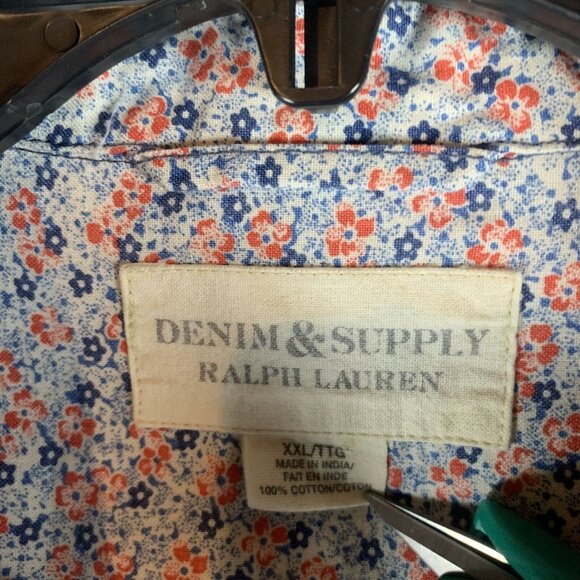 DENIM & SUPPLY
RALPH LAUREN
XXL/TTG
MADE IN INDIA/
FAIT EN INDE
100% COTTON/COTON